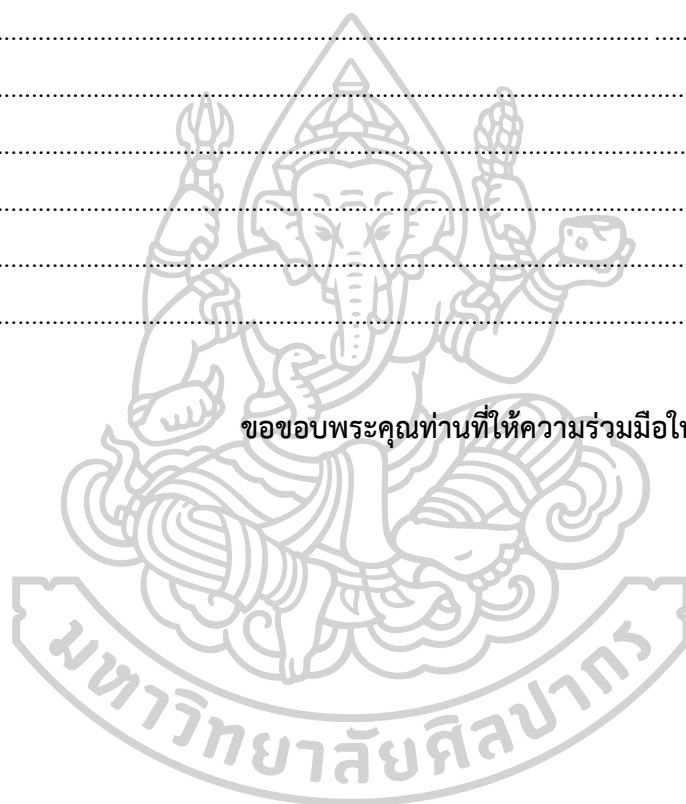 ขอขอบพระคุณท่านที่ให้ความร่วมมือ
มหาวิทยาลัยศิลปากร